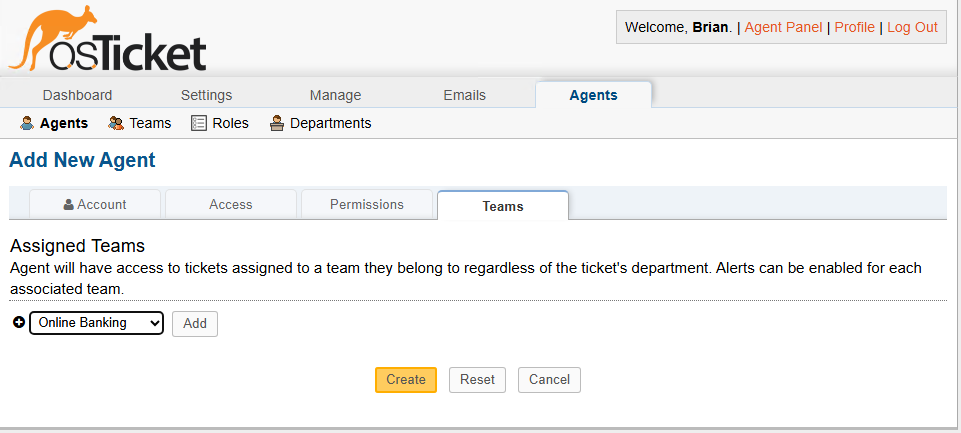 osTicket
Welcome, Brian. | Agent Panel | Profile | Log Out
Dashboard Settings Manage Emails Agents
Agents Teams Roles Departments
Add New Agent
Account Access Permissions Teams
Assigned Teams
Agent will have access to tickets assigned to a team they belong to regardless of the ticket's department. Alerts can be enabled for each
associated team.
Online Banking Add
Create Reset Cancel